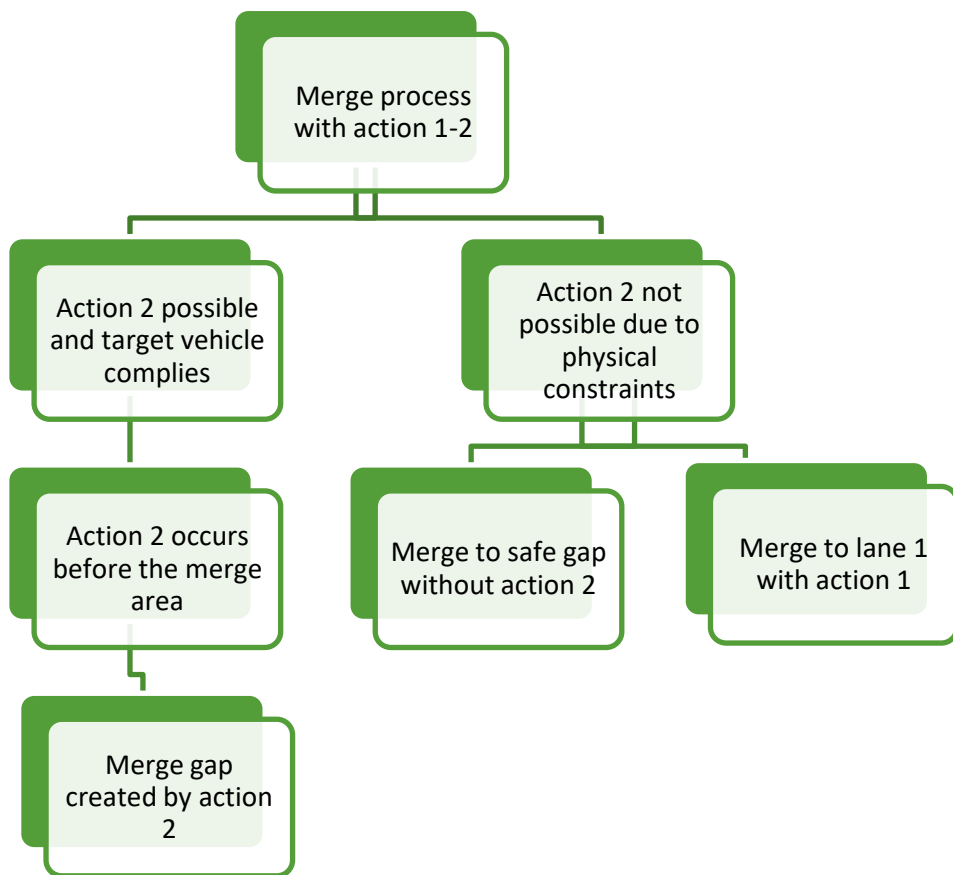 Merge process
with action 1-2
Action 2 possible
and target vehicle
complies
Action 2 not
possible due to
physical
constraints
Action 2 occurs
before the merge
area
Merge to safe gap
without action 2
Merge to lane 1
with action 1
Merge gap
created by action
2